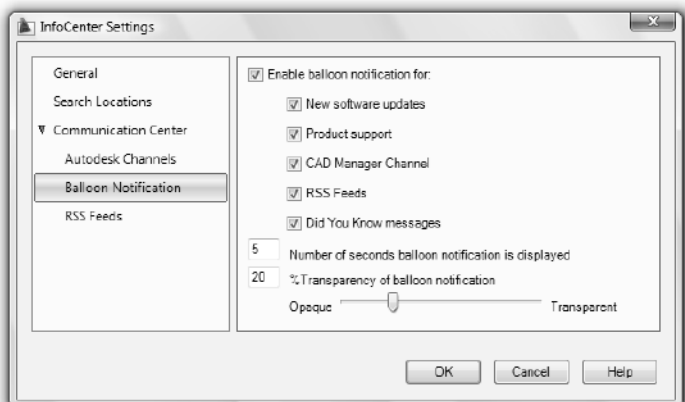 InfoCenter Settings
General
Search Locations
Communication Center
Autodesk Channels
Balloon Notification
RSS Feeds
Enable balloon notification for:
New software updates
Product support
CAD Manager Channel
RSS Feeds
Did You Know messages
5 Number of seconds balloon notification is displayed
20 %Transparency of balloon notification
Opaque Transparent
OK Cancel Help